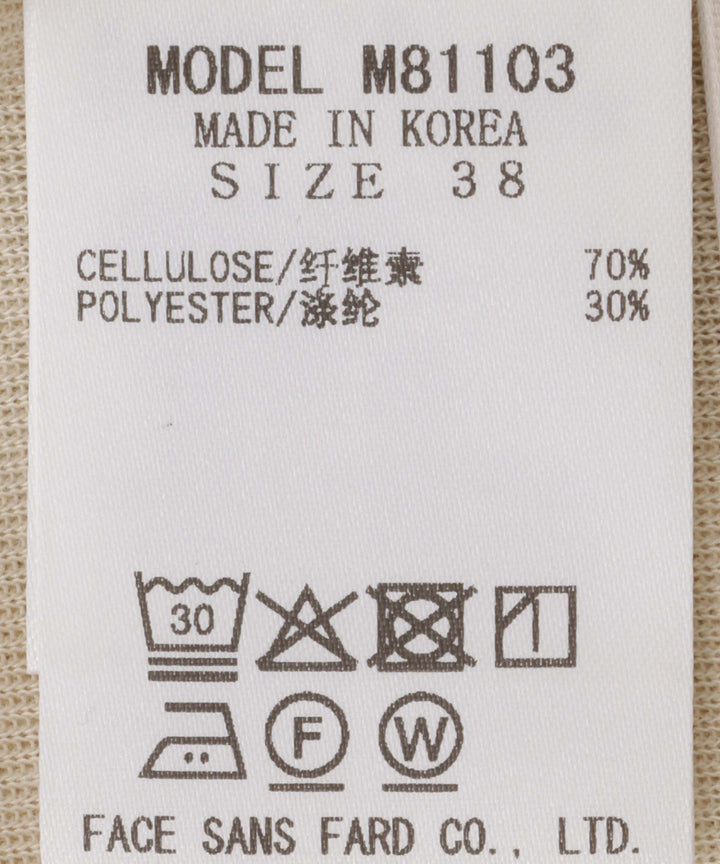 MODEL M81103
MADE IN KOREA
SIZE 38
CELLULOSE/纤维素 70%
POLYESTER/涤纶 30%
30
F W
FACE SANS FARD CO., LTD.